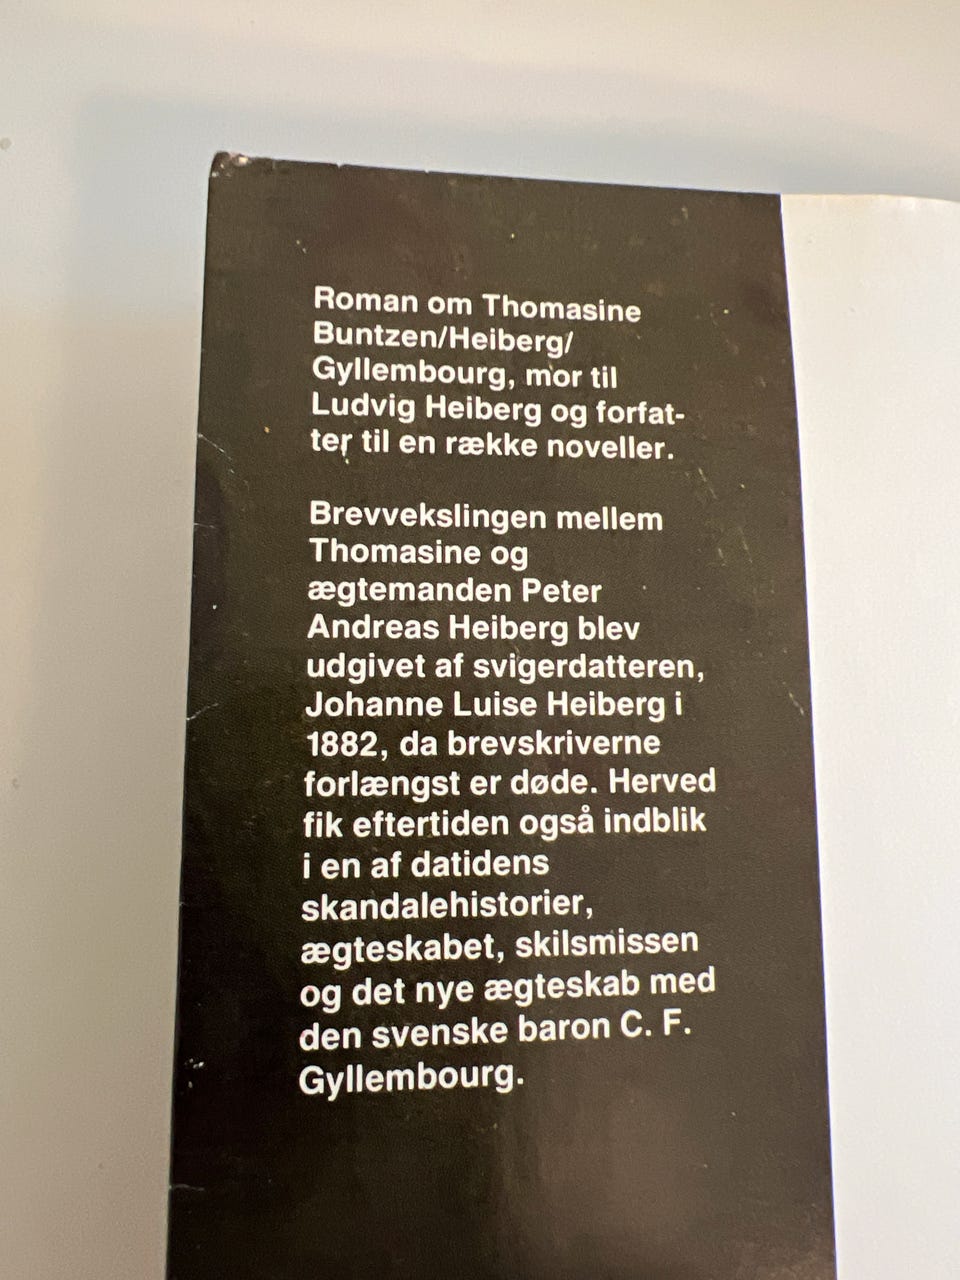 Roman om Thomasine
Buntzen/Heiberg/
Gyllembourg, mor til
Ludvig Heiberg og forfat-
ter til en række noveller.
Brevvekslingen mellem
Thomasine og
ægtemanden Peter
Andreas Heiberg blev
udgivet af svigerdatteren,
Johanne Luise Heiberg i
1882, da brevskriverne
forlængst er døde. Herved
fik eftertiden også indblik
i en af datidens
skandalehistorier,
ægteskabet, skilsmissen
og det nye ægteskab med
den svenske baron C. F.
Gyllembourg.